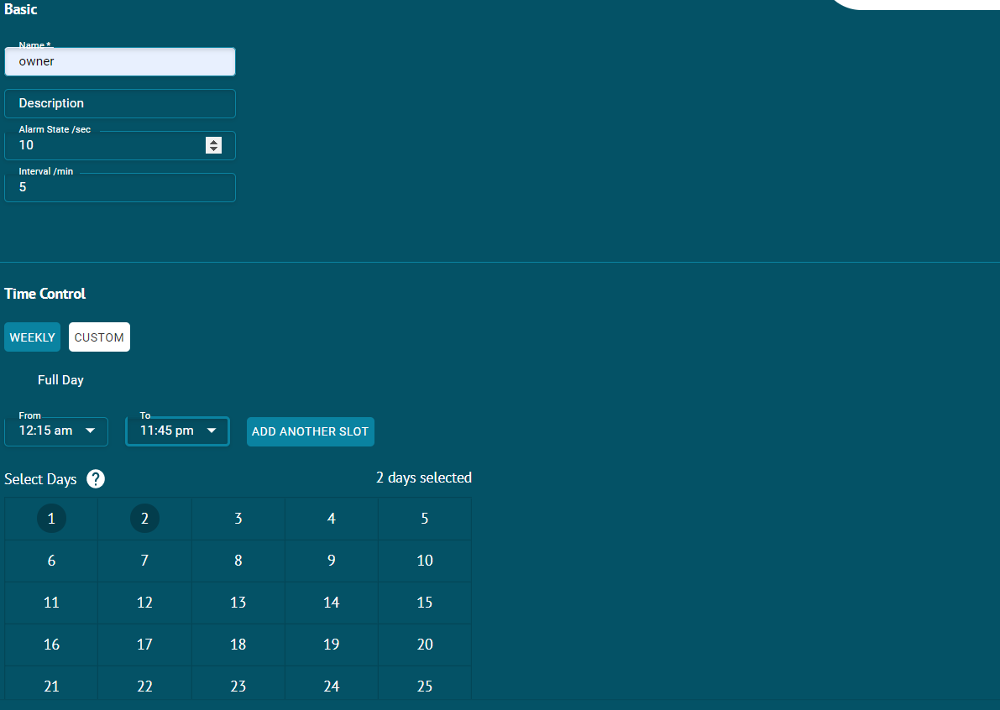 Basic
Name *
owner
Description
Alarm State /sec
10
Interval /min
5
Time Control
WEEKLY CUSTOM
Full Day
From To
12:15 am 11:45 pm ADD ANOTHER SLOT
Select Days ? 2 days selected
1 2 3 4 5
6 7 8 9 10
11 12 13 14 15
16 17 18 19 20
21 22 23 24 25